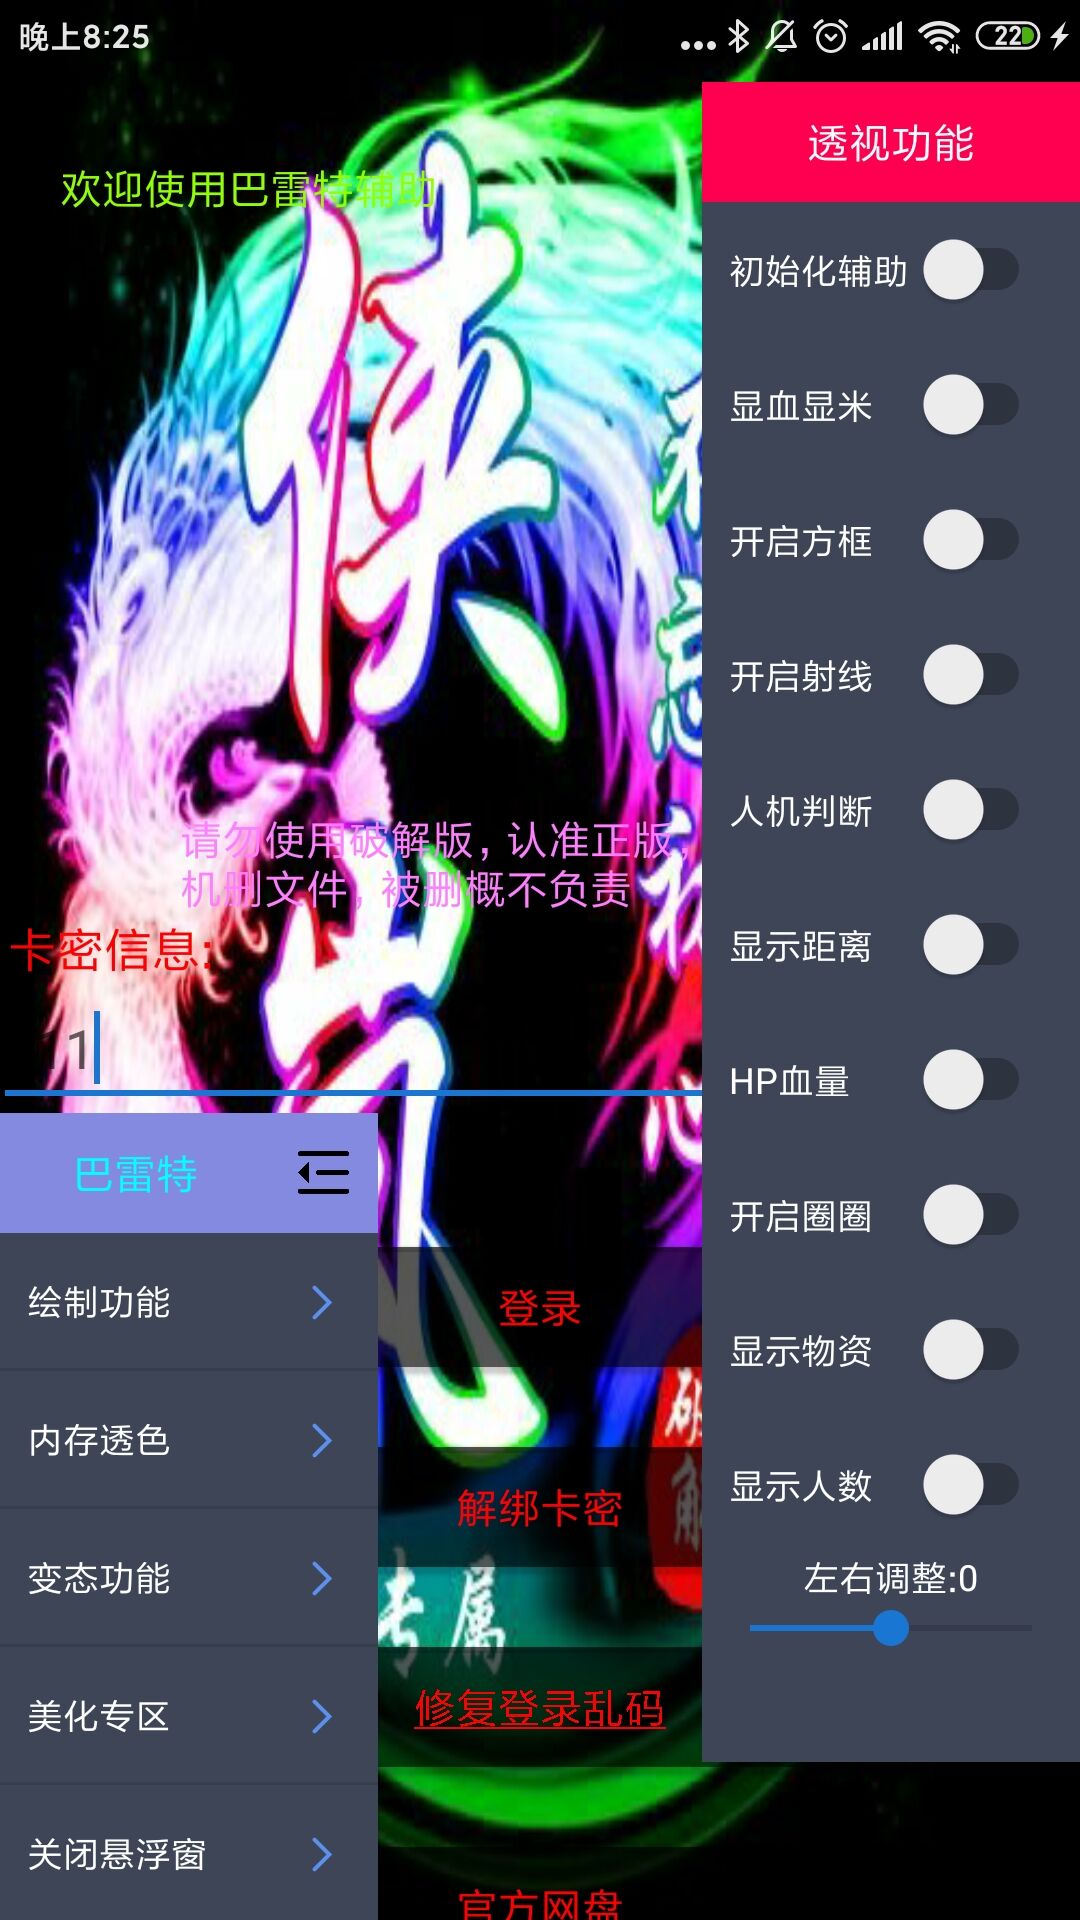 晚上8:25
22
透视功能
欢迎使用巴雷特辅助
初始化辅助
显血显米
开启方框
开启射线
人机判断
显示距离
HP血量
开启圈圈
显示物资
显示人数
左右调整:0
侠
请勿使用破解版,认准正版,
机删文件,被删概不负责
卡密信息:
11
巴雷特
绘制功能
内存透色
变态功能
美化专区
关闭悬浮窗
登录
解绑卡密
专属
修复登录乱码
官方网盘